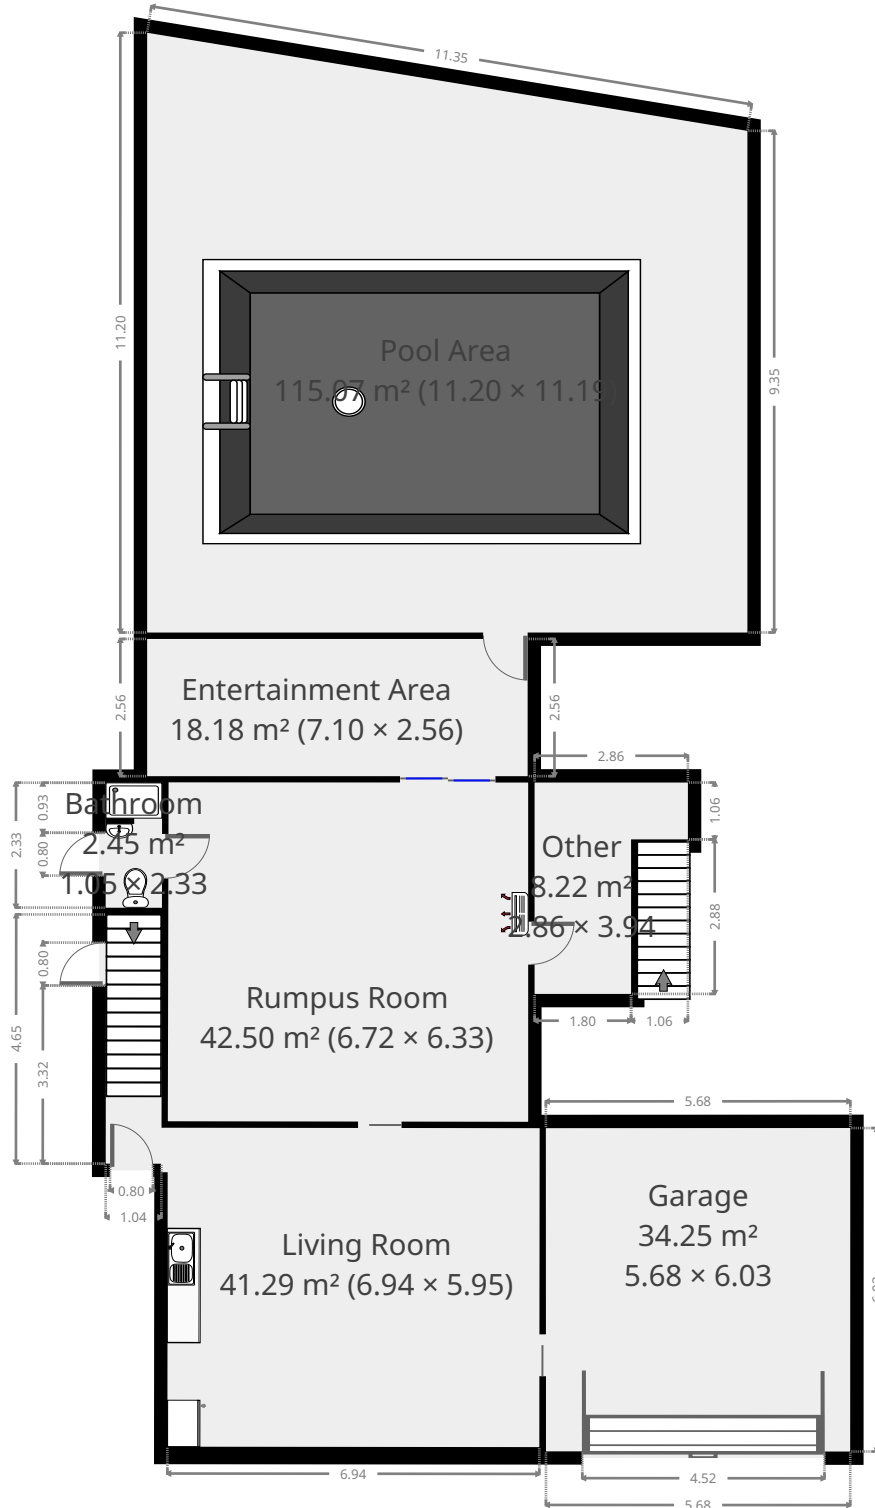 11.35
11.20
9.35
Pool Area
115.07 m² (11.20 × 11.19)
2.56
Entertainment Area
18.18 m² (7.10 × 2.56)
2.56
2.86
Bathroom
2.45 m²
1.05 × 2.33
0.93
2.33
0.80
1.06
Other
8.22 m²
2.86 × 3.94
2.88
0.80
4.65
3.32
Rumpus Room
42.50 m² (6.72 × 6.33)
1.80
1.06
5.68
0.80
1.04
Garage
34.25 m²
5.68 × 6.03
Living Room
41.29 m² (6.94 × 5.95)
6.94
4.52
5.68